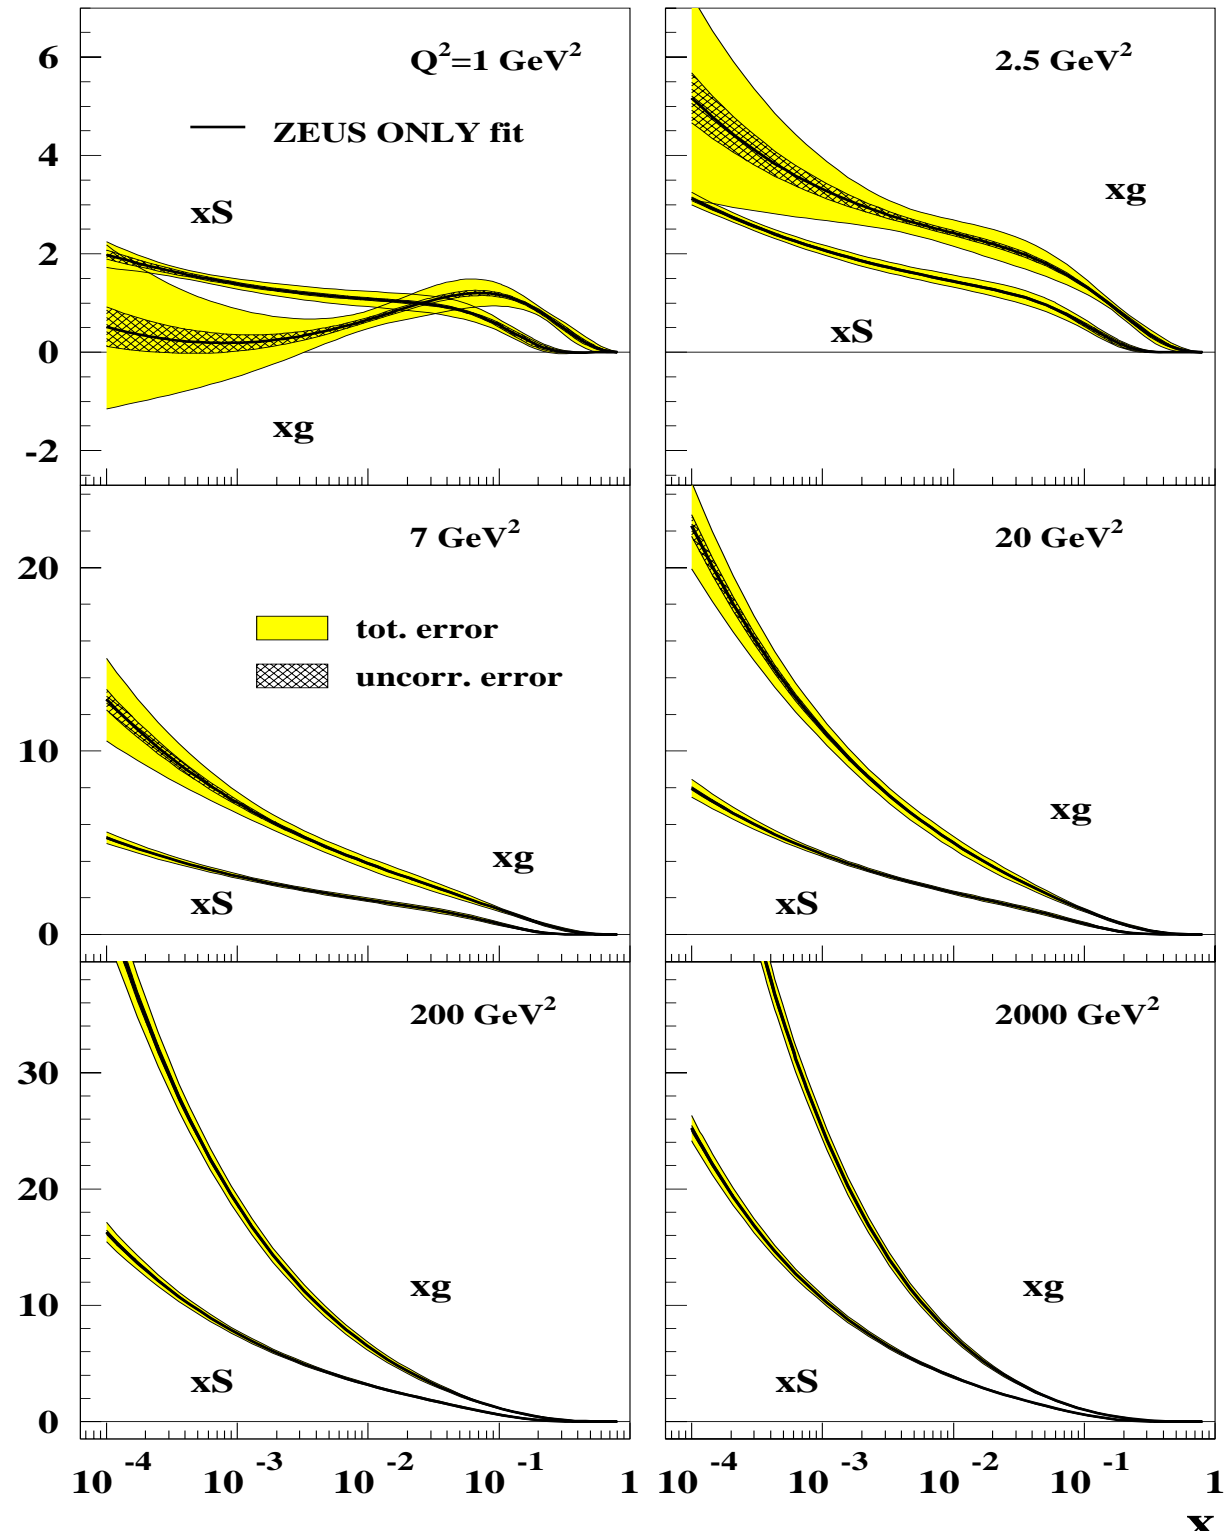 6
4
2
0
-2
Q²=1 GeV²
ZEUS ONLY fit
xS
xg
2.5 GeV²
xg
xS
20
10
0
7 GeV²
tot. error
uncorr. error
xg
xS
20 GeV²
xg
xS
30
20
10
0
200 GeV²
xg
xS
2000 GeV²
xg
xS
10⁻⁴ 10⁻³ 10⁻² 10⁻¹ 1
10⁻⁴ 10⁻³ 10⁻² 10⁻¹ 1
x